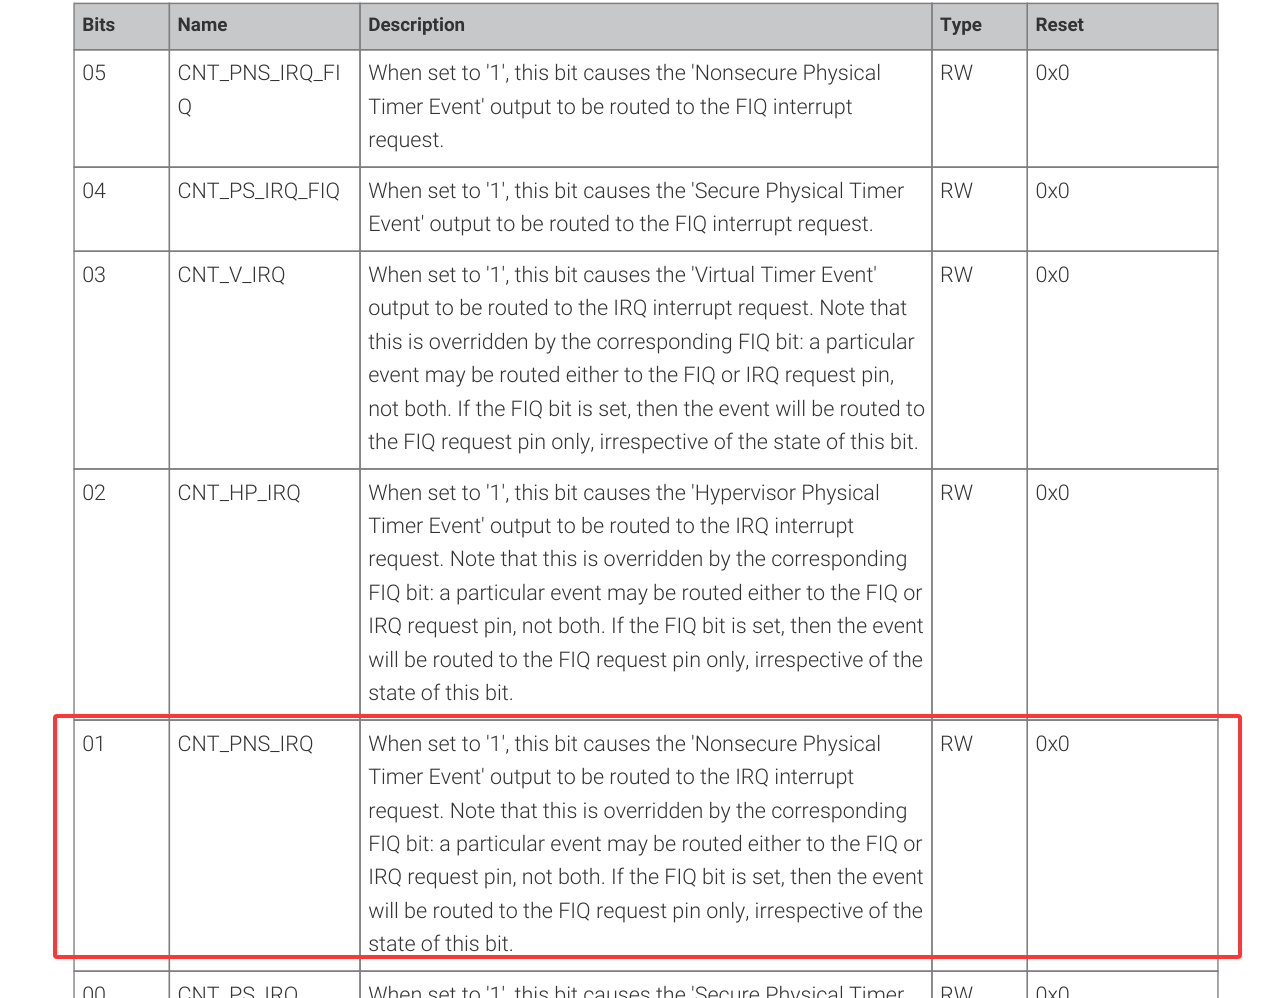 Bits Name Description Type Reset
05 CNT_PNS_IRQ_FI When set to '1', this bit causes the 'Nonsecure Physical RW 0x0
Q Timer Event' output to be routed to the FIQ interrupt
request.
04 CNT_PS_IRQ_FIQ When set to '1', this bit causes the 'Secure Physical Timer RW 0x0
Event' output to be routed to the FIQ interrupt request.
03 CNT_V_IRQ When set to '1', this bit causes the 'Virtual Timer Event' RW 0x0
output to be routed to the IRQ interrupt request. Note that
this is overridden by the corresponding FIQ bit: a particular
event may be routed either to the FIQ or IRQ request pin,
not both. If the FIQ bit is set, then the event will be routed to
the FIQ request pin only, irrespective of the state of this bit.
02 CNT_HP_IRQ When set to '1', this bit causes the 'Hypervisor Physical RW 0x0
Timer Event' output to be routed to the IRQ interrupt
request. Note that this is overridden by the corresponding
FIQ bit: a particular event may be routed either to the FIQ or
IRQ request pin, not both. If the FIQ bit is set, then the event
will be routed to the FIQ request pin only, irrespective of the
state of this bit.
01 CNT_PNS_IRQ When set to '1', this bit causes the 'Nonsecure Physical RW 0x0
Timer Event' output to be routed to the IRQ interrupt
request. Note that this is overridden by the corresponding
FIQ bit: a particular event may be routed either to the FIQ or
IRQ request pin, not both. If the FIQ bit is set, then the event
will be routed to the FIQ request pin only, irrespective of the
state of this bit.
00 CNT_PS_IRQ When set to '1', this bit causes the 'Secure Physical Timer RW 0x0